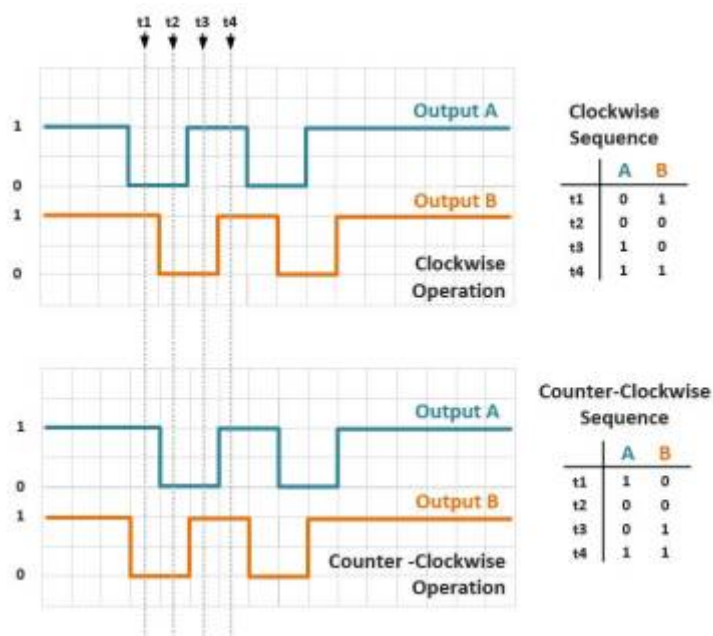 t1 t2 t3 t4
1
Output A
0
1
Output B
0
Clockwise
Operation
Clockwise
Sequence
A B
t1 0 1
t2 0 0
t3 1 0
t4 1 1
1
Output A
0
1
Output B
0
Counter -Clockwise
Operation
Counter-Clockwise
Sequence
A B
t1 1 0
t2 0 0
t3 0 1
t4 1 1